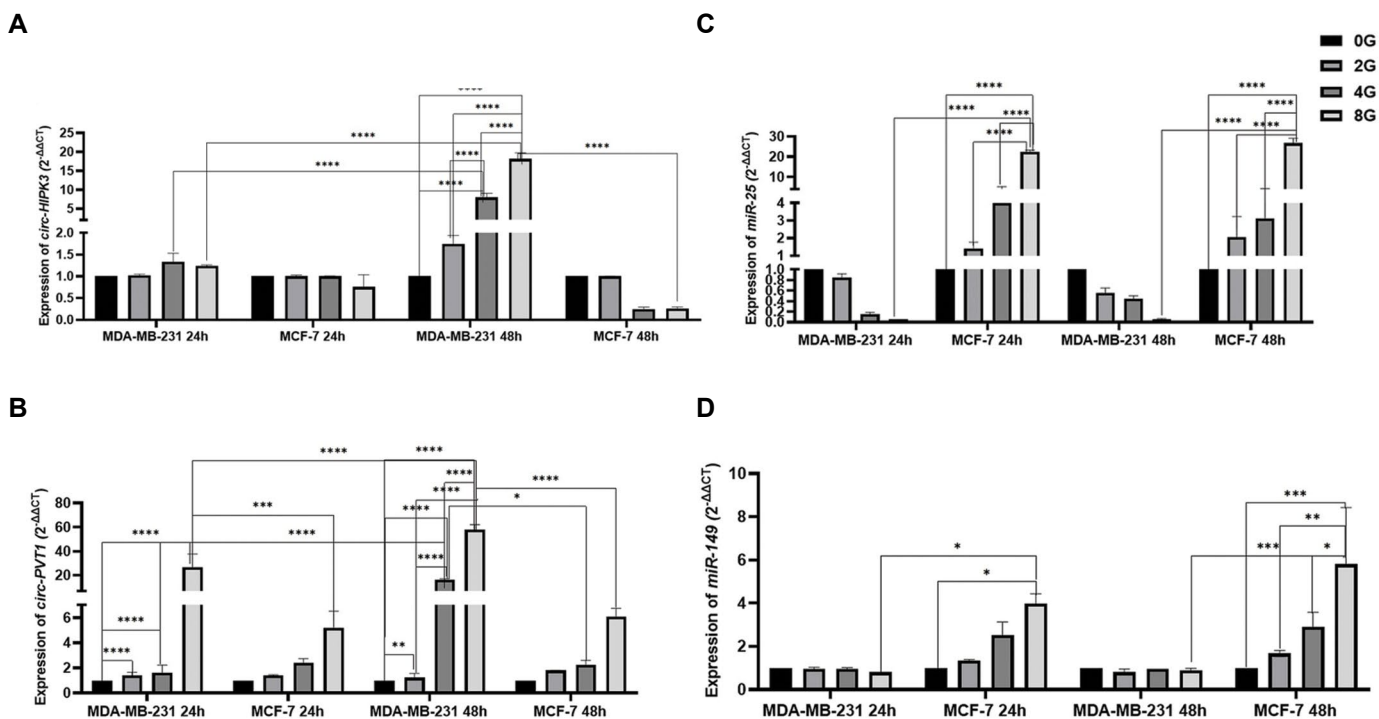 A
Expression of circ-HIPK3 (2-ΔΔCT)
25
20
15
10
5
2.0
1.5
1.0
0.5
0.0
****
****
****
****
****
****
****
****
MDA-MB-231 24h
MCF-7 24h
MDA-MB-231 48h
MCF-7 48h
C
0G
2G
4G
8G
Expression of miR-25 (2-ΔΔCT)
30
20
10
4
3
2
1
1.0
0.8
0.6
0.4
0.2
0.0
****
****
****
****
****
****
****
****
MDA-MB-231 24h
MCF-7 24h
MDA-MB-231 48h
MCF-7 48h
B
Expression of circ-PVT1 (2-ΔΔCT)
80
60
40
20
6
4
2
0
****
****
****
***
****
****
****
****
****
****
**
*
****
MDA-MB-231 24h
MCF-7 24h
MDA-MB-231 48h
MCF-7 48h
D
Expression of miR-149 (2-ΔΔCT)
10
8
6
4
2
0
*
*
***
**
***
*
MDA-MB-231 24h
MCF-7 24h
MDA-MB-231 48h
MCF-7 48h